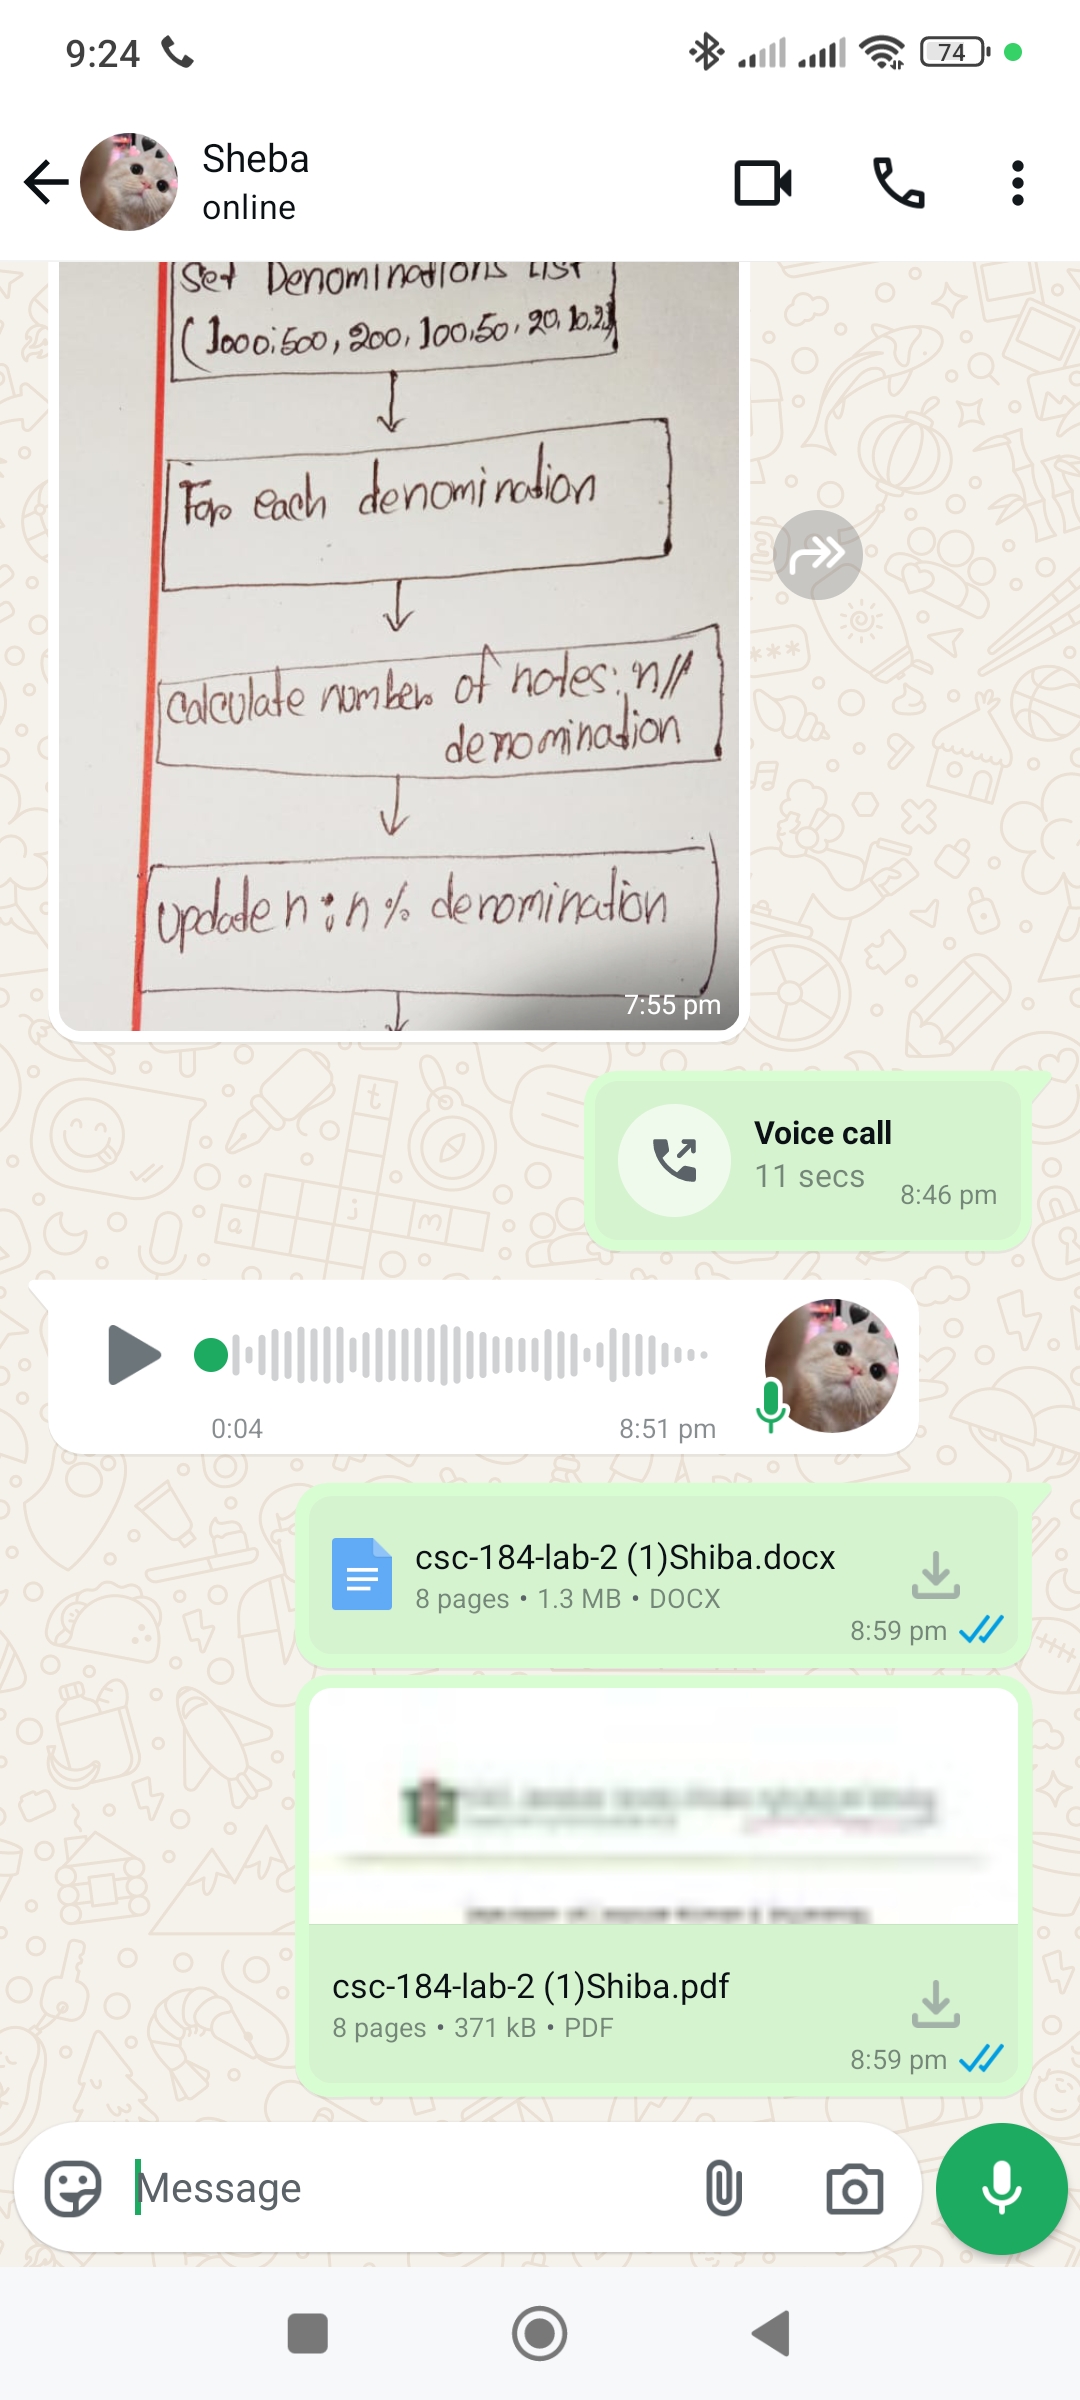 9:24
74
Sheba
online
Set Denominations List
(1000,500, 200, 100,50, 20, 10,2)
For each denomination
Calculate number of notes: n//
denomination
Update n : n % denomination
7:55 pm
Voice call
11 secs
8:46 pm
0:04
8:51 pm
csc-184-lab-2 (1)Shiba.docx
8 pages • 1.3 MB • DOCX
8:59 pm
csc-184-lab-2 (1)Shiba.pdf
8 pages • 371 kB • PDF
8:59 pm
Message